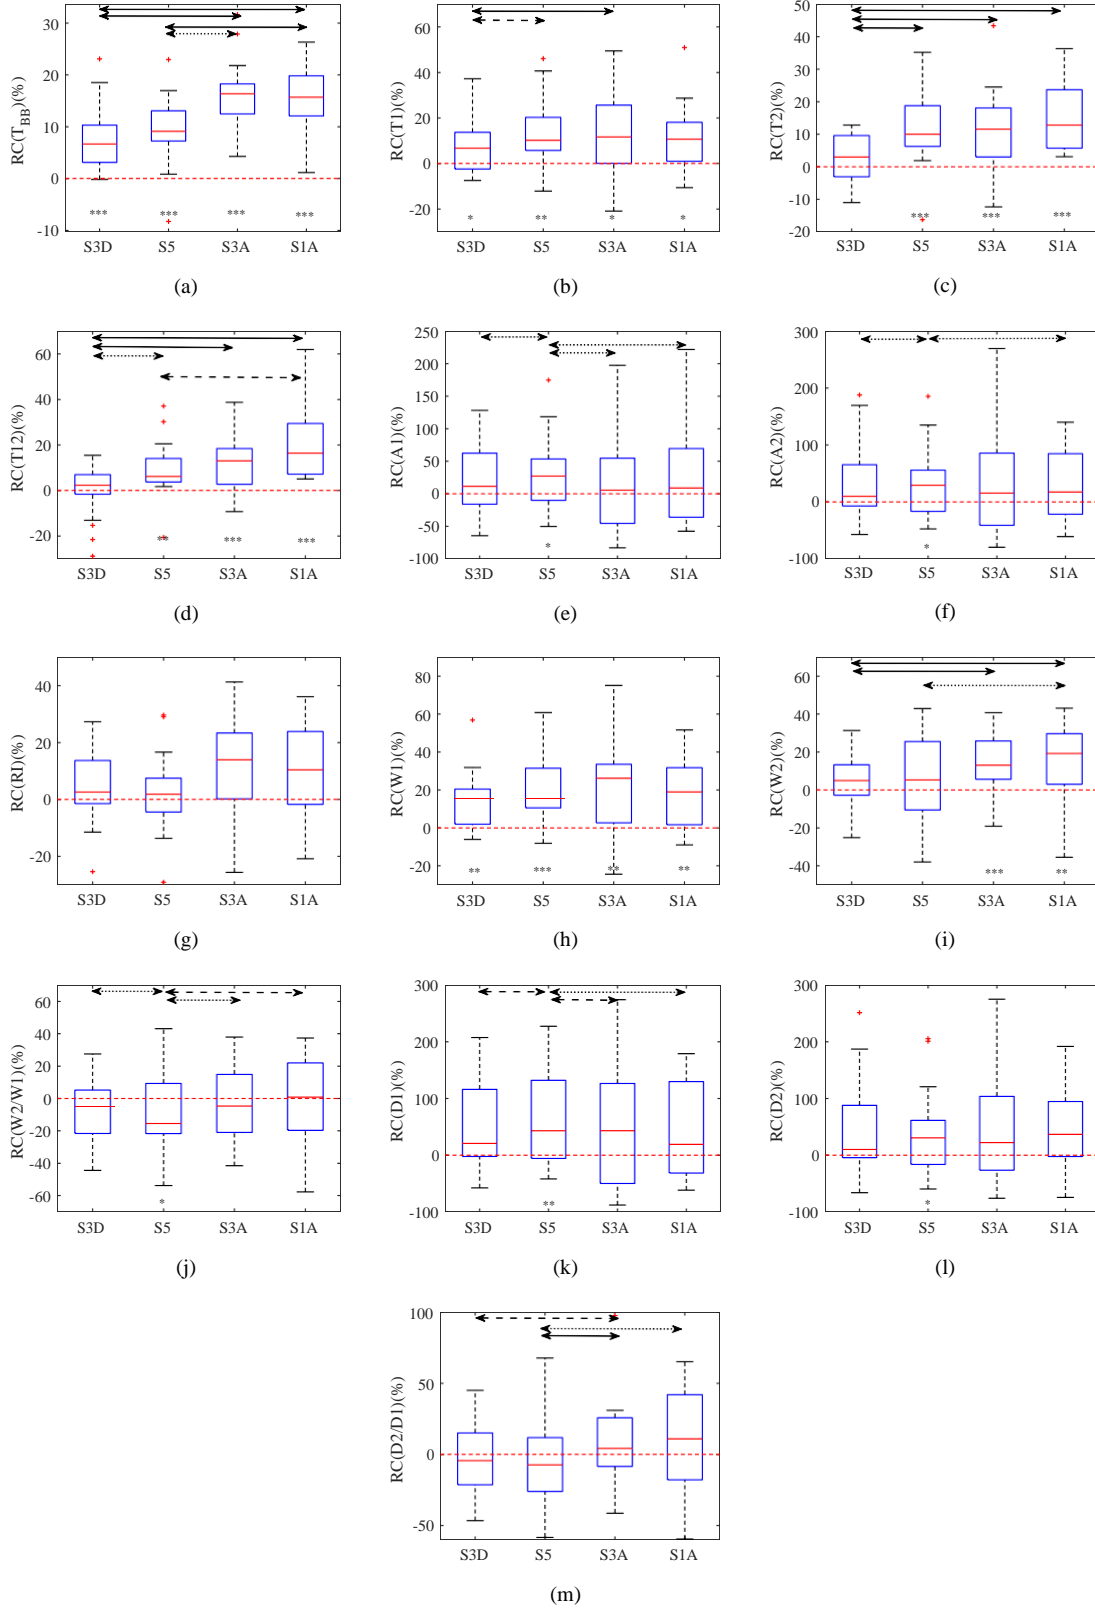 30
20
10
0
-10
RC(T_BB)(%)
*** *** *** ***
S3D S5 S3A S1A
(a)
60
40
20
0
-20
RC(T1)(%)
* ** * *
S3D S5 S3A S1A
(b)
50
40
30
20
10
0
-10
-20
RC(T2)(%)
*** *** ***
S3D S5 S3A S1A
(c)
60
40
20
0
-20
RC(T12)(%)
** *** ***
S3D S5 S3A S1A
(d)
250
200
150
100
50
0
-50
-100
RC(A1)(%)
*
S3D S5 S3A S1A
(e)
300
200
100
0
-100
RC(A2)(%)
*
S3D S5 S3A S1A
(f)
40
20
0
-20
RC(RI)(%)
S3D S5 S3A S1A
(g)
80
60
40
20
0
-20
RC(W1)(%)
** *** ** **
S3D S5 S3A S1A
(h)
60
40
20
0
-20
-40
RC(W2)(%)
*** **
S3D S5 S3A S1A
(i)
60
40
20
0
-20
-40
-60
RC(W2/W1)(%)
*
S3D S5 S3A S1A
(j)
300
200
100
0
-100
RC(D1)(%)
**
S3D S5 S3A S1A
(k)
300
200
100
0
-100
RC(D2)(%)
*
S3D S5 S3A S1A
(l)
100
50
0
-50
RC(D2/D1)(%)
S3D S5 S3A S1A
(m)